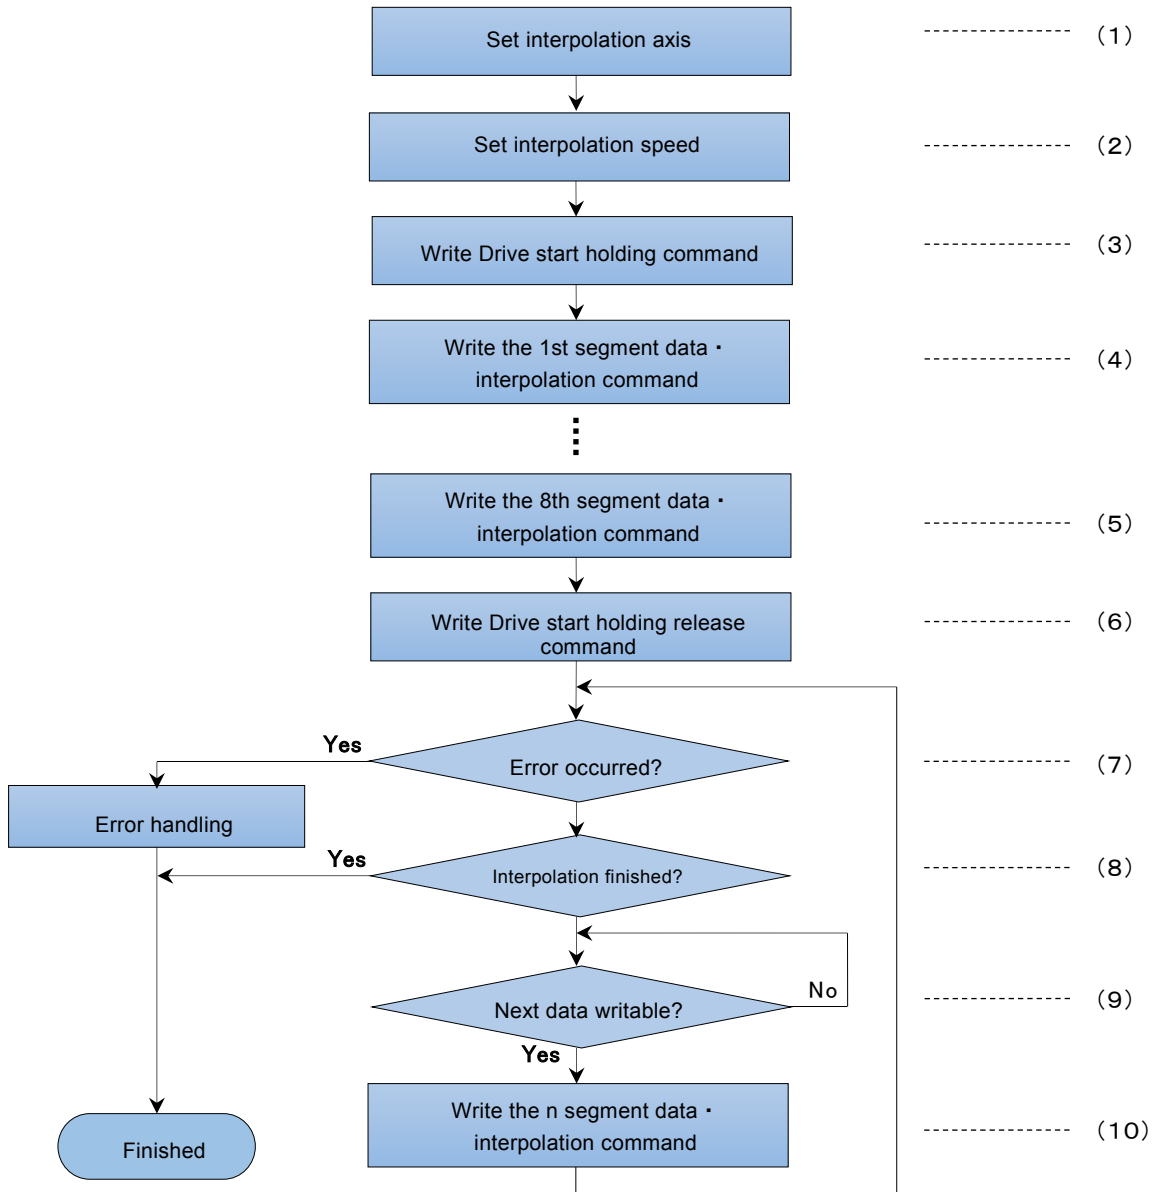 Set interpolation axis
(1)
Set interpolation speed
(2)
Write Drive start holding command
(3)
Write the 1st segment data・
interpolation command
(4)
Write the 8th segment data・
interpolation command
(5)
Write Drive start holding release
command
(6)
Yes
Error occurred?
(7)
Error handling
Yes
Interpolation finished?
(8)
Next data writable?
No
(9)
Yes
Write the n segment data・
interpolation command
(10)
Finished